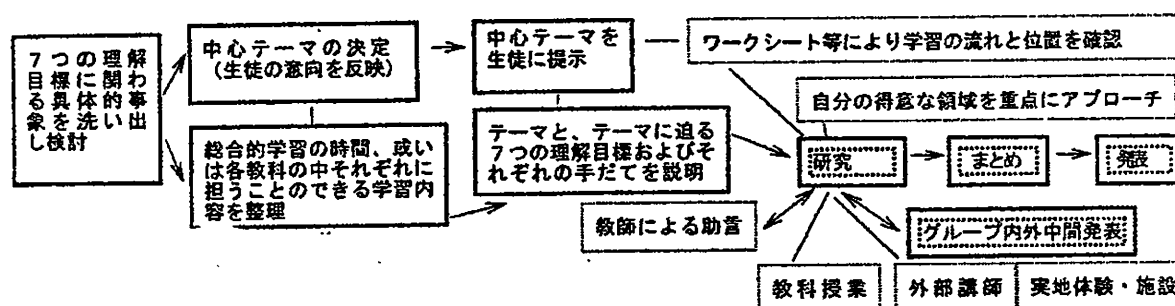 ７つの理解
目標に関わ
る具体的事
象を洗い出
し検討
中心テーマの決定
（生徒の意向を反映）
総合的学習の時間、或い
は各教科の中それぞれに
担うことのできる学習内
容を整理
中心テーマを
生徒に提示
テーマと、テーマに迫る
７つの理解目標およびそ
れぞれの手だてを説明
ワークシート等により学習の流れと位置を確認
自分の得意な領域を重点にアプローチ
研究
まとめ
発表
教師による助言
グループ内外中間発表
教科授業
外部講師
実地体験・施設